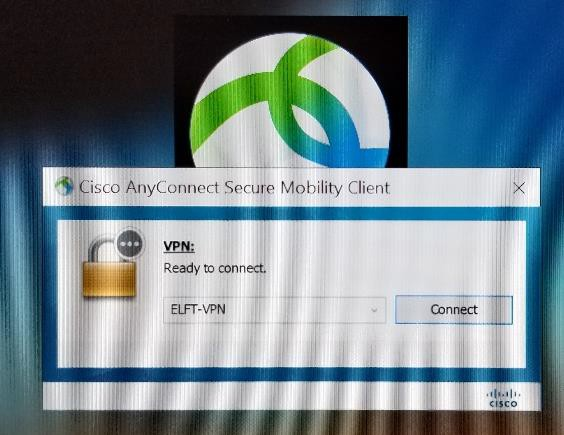 Cisco AnyConnect Secure Mobility Client
VPN:
Ready to connect.
ELFT-VPN
Connect
CISCO